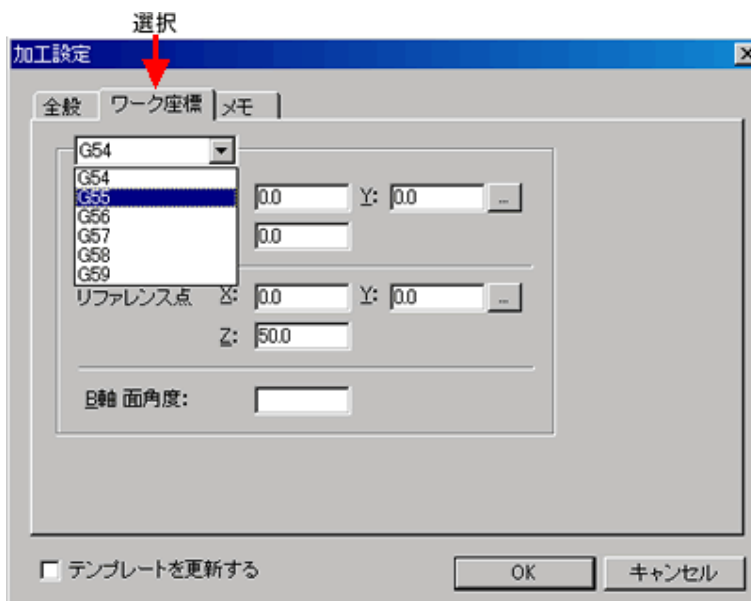 選択
加工設定
全般 ワーク座標 メモ
G54
G54
G55
G56
G57
G58
G59
0.0 Y: 0.0 ...
0.0
リファレンス点 X: 0.0 Y: 0.0 ...
Z: 50.0
B軸 面角度:
テンプレートを更新する OK キャンセル